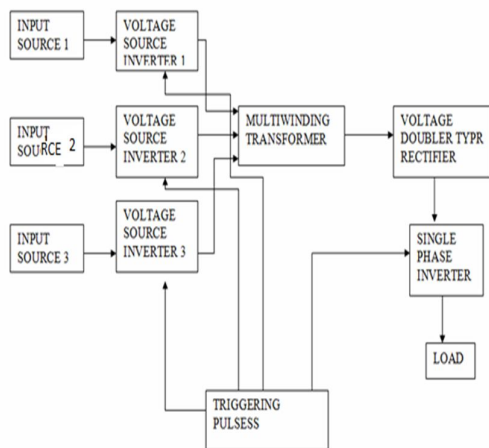 INPUT
SOURCE 1
VOLTAGE
SOURCE
INVERTER 1
INPUT
SOURCE 2
VOLTAGE
SOURCE
INVERTER 2
MULTIWINDING
TRANSFORMER
VOLTAGE
DOUBLER TYPR
RECTIFIER
INPUT
SOURCE 3
VOLTAGE
SOURCE
INVERTER 3
SINGLE
PHASE
INVERTER
LOAD
TRIGGERING
PULSESS